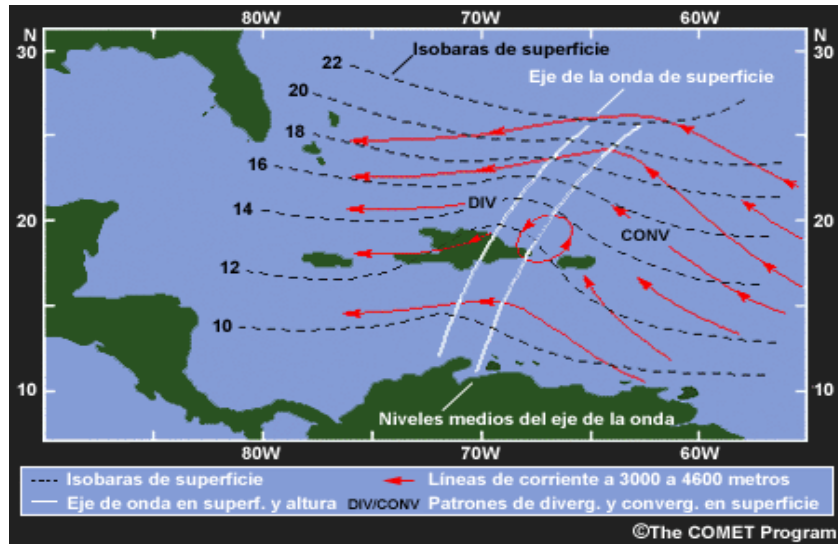 80W 70W 60W
N N
30 30
Isobaras de superficie
22
Eje de la onda de superficie
20
18
16
DIV
14
20 20
CONV
12
10
10 10
Niveles medios del eje de la onda
80W 70W 60W
Isobaras de superficie Líneas de corriente a 3000 a 4600 metros
Eje de onda en superf. y altura DIV/CONV Patrones de diverg. y converg. en superficie
©The COMET Program